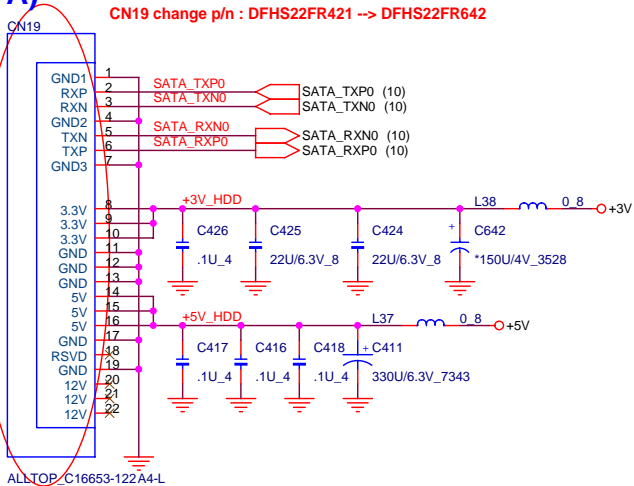 A)
CN19 change p/n : DFHS22FR421 --> DFHS22FR642
CN19
GND1 1
RXP 2 SATA_TXP0 SATA_TXP0 (10)
RXN 3 SATA_TXN0 SATA_TXN0 (10)
GND2 4
TXN 5 SATA_RXN0 SATA_RXN0 (10)
TXP 6 SATA_RXP0 SATA_RXP0 (10)
GND3 7
3.3V 8 +3V_HDD L38 0_8 +3V
3.3V 9
3.3V 10
GND 11
GND 12
GND 13
C426 C425 C424 + C642
.1U_4 22U/6.3V_8 22U/6.3V_8 *150U/4V_3528
5V 14
5V 15
5V 16 +5V_HDD L37 0_8 +5V
GND 17
RSVD 18
GND 19
12V 20
12V 21
12V 22
C417 C416 C418 + C411
.1U_4 .1U_4 .1U_4 330U/6.3V_7343
ALLTOP_C16653-122A4-L